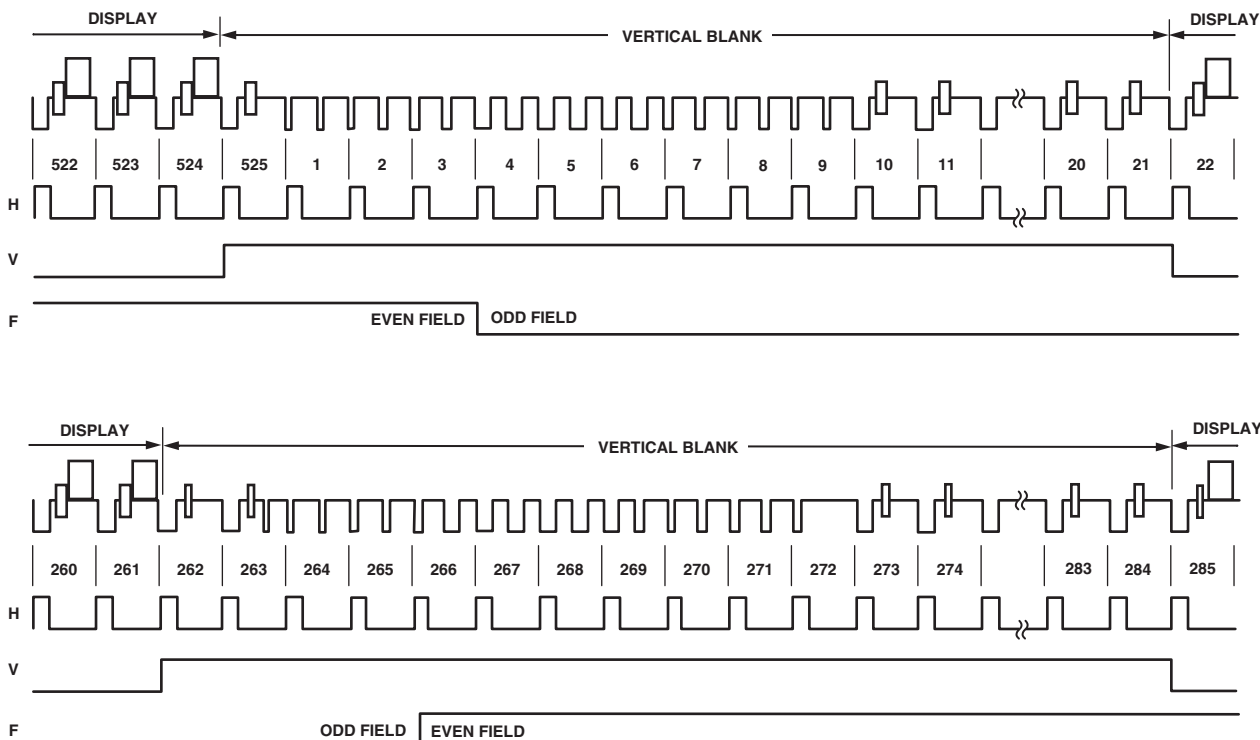 DISPLAY VERTICAL BLANK DISPLAY
522 523 524 525 1 2 3 4 5 6 7 8 9 10 11 20 21 22
H
V
F EVEN FIELD ODD FIELD
DISPLAY VERTICAL BLANK DISPLAY
260 261 262 263 264 265 266 267 268 269 270 271 272 273 274 283 284 285
H
V
F ODD FIELD EVEN FIELD